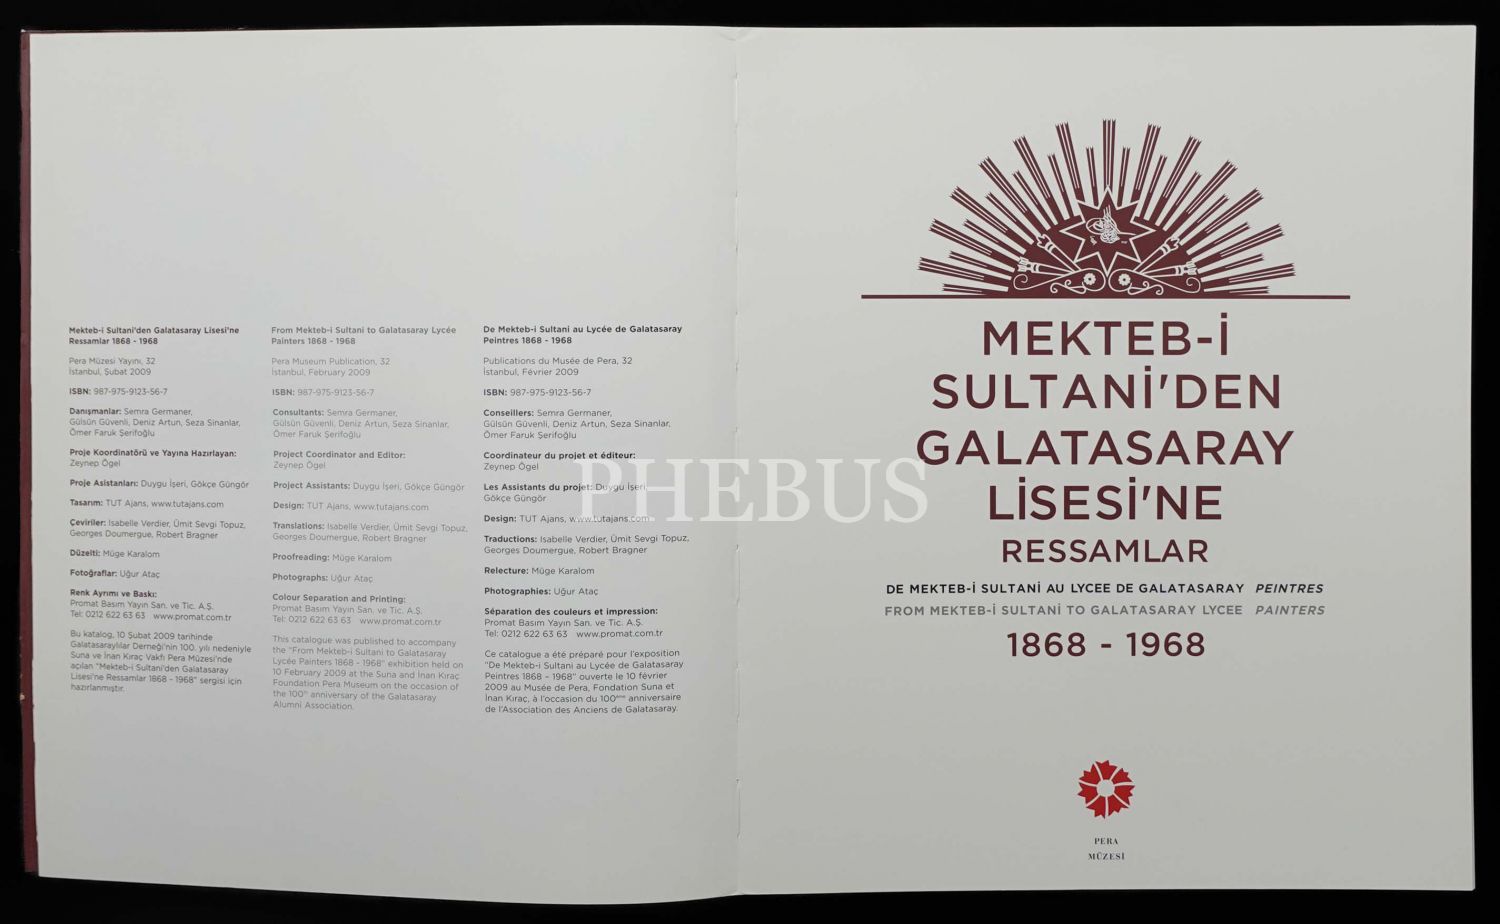 Mekteb-i Sultani'den Galatasaray Lisesi'ne
Ressamlar 1868 - 1968
Pera Müzesi Yayını, 32
İstanbul, Şubat 2009
ISBN: 987-975-9123-56-7
Danışmanlar: Semra Germaner,
Gülsün Güvenli, Deniz Artun, Seza Sinanlar,
Ömer Faruk Şerifoğlu
Proje Koordinatörü ve Yayına Hazırlayan:
Zeynep Ögel
Proje Asistanları: Duygu İşeri, Gökçe Güngör
Tasarım: TUT Ajans, www.tutajans.com
Çeviriler: Isabelle Verdier, Ümit Sevgi Topuz,
Georges Doumergue, Robert Bragner
Düzelti: Müge Karalom
Fotoğraflar: Uğur Ataç
Renk Ayrımı ve Baskı:
Promat Basım Yayın San. ve Tic. A.Ş.
Tel: 0212 622 63 63 www.promat.com.tr
Bu katalog, 10 Şubat 2009 tarihinde
Galatasaraylılar Derneği'nin 100. yılı nedeniyle
Suna ve İnan Kıraç Vakfı Pera Müzesi'nde
açılan "Mekteb-i Sultani'den Galatasaray
Lisesi'ne Ressamlar 1868 - 1968" sergisi için
hazırlanmıştır.
From Mekteb-i Sultani to Galatasaray Lycée
Painters 1868 - 1968
Pera Museum Publication, 32
İstanbul, February 2009
ISBN: 987-975-9123-56-7
Consultants: Semra Germaner,
Gülsün Güvenli, Deniz Artun, Seza Sinanlar,
Ömer Faruk Şerifoğlu
Project Coordinator and Editor:
Zeynep Ögel
Project Assistants: Duygu İşeri, Gökçe Güngör
Design: TUT Ajans, www.tutajans.com
Translations: Isabelle Verdier, Ümit Sevgi Topuz,
Georges Doumergue, Robert Bragner
Proofreading: Müge Karalom
Photographs: Uğur Ataç
Colour Separation and Printing:
Promat Basım Yayın San. ve Tic. A.Ş.
Tel: 0212 622 63 63 www.promat.com.tr
This catalogue was published to accompany
the "From Mekteb-i Sultani to Galatasaray
Lycée Painters 1868 - 1968" exhibition held on
10 February 2009 at the Suna and İnan Kıraç
Foundation Pera Museum on the occasion of
the 100th anniversary of the Galatasaray
Alumni Association.
De Mekteb-i Sultani au Lycée de Galatasaray
Peintres 1868 - 1968
Publications du Musée de Pera, 32
İstanbul, Février 2009
ISBN: 987-975-9123-56-7
Conseillers: Semra Germaner,
Gülsün Güvenli, Deniz Artun, Seza Sinanlar,
Ömer Faruk Şerifoğlu
Coordinateur du projet et éditeur:
Zeynep Ögel
Les Assistants du projet: Duygu İşeri,
Gökçe Güngör
Design: TUT Ajans, www.tutajans.com
Traductions: Isabelle Verdier, Ümit Sevgi Topuz,
Georges Doumergue, Robert Bragner
Relecture: Müge Karalom
Photographies: Uğur Ataç
Séparation des couleurs et impression:
Promat Basım Yayın San. ve Tic. A.Ş.
Tel: 0212 622 63 63 www.promat.com.tr
Ce catalogue a été préparé pour l'exposition
"De Mekteb-i Sultani au Lycée de Galatasaray
Peintres 1868 - 1968" ouverte le 10 février
2009 au Musée de Pera, Fondation Suna et
İnan Kıraç, à l'occasion du 100ème anniversaire
de l'Association des Anciens de Galatasaray.
PHEBUS
MEKTEB-İ
SULTANİ'DEN
GALATASARAY
LİSESİ'NE
RESSAMLAR
DE MEKTEB-İ SULTANİ AU LYCEE DE GALATASARAY PEINTRES
FROM MEKTEB-İ SULTANİ TO GALATASARAY LYCEE PAINTERS
1868 - 1968
PERA
MÜZESİ